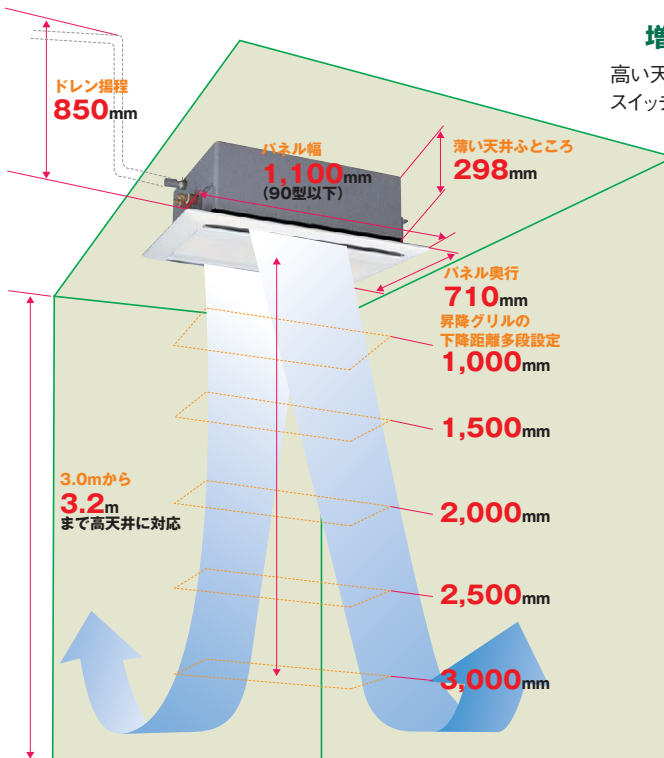 増
高い天
スイッチ
ドレン揚程
850mm
パネル幅
1,100mm
(90型以下)
薄い天井ふところ
298mm
パネル奥行
710mm
昇降グリルの
下降距離多段設定
1,000mm
1,500mm
3.0mから
3.2m
まで高天井に対応
2,000mm
2,500mm
3,000mm